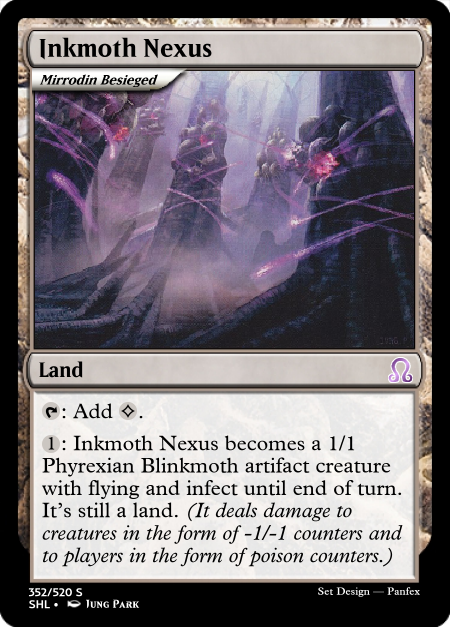 Inkmoth Nexus
Mirrodin Besieged
Land
: Add .
1: Inkmoth Nexus becomes a 1/1
Phyrexian Blinkmoth artifact creature
with flying and infect until end of turn.
It's still a land. (It deals damage to
creatures in the form of -1/-1 counters and
to players in the form of poison counters.)
352/520 S
Set Design — Panfex
SHL • Jung Park